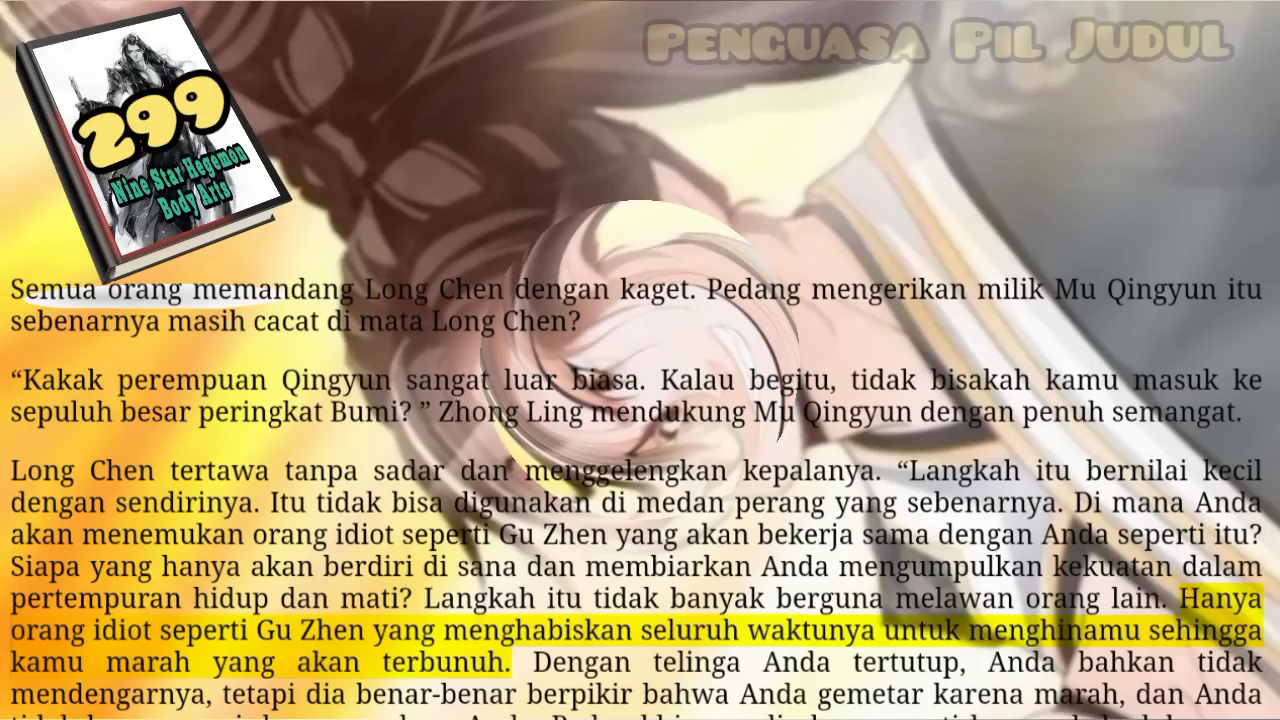 Penguasa Pil Judul
299
Nine Star Hegemon
Body Arts
Semua orang memandang Long Chen dengan kaget. Pedang mengerikan milik Mu Qingyun itu
sebenarnya masih cacat di mata Long Chen?
“Kakak perempuan Qingyun sangat luar biasa. Kalau begitu, tidak bisakah kamu masuk ke
sepuluh besar peringkat Bumi? ” Zhong Ling mendukung Mu Qingyun dengan penuh semangat.
Long Chen tertawa tanpa sadar dan menggelengkan kepalanya. “Langkah itu bernilai kecil
dengan sendirinya. Itu tidak bisa digunakan di medan perang yang sebenarnya. Di mana Anda
akan menemukan orang idiot seperti Gu Zhen yang akan bekerja sama dengan Anda seperti itu?
Siapa yang hanya akan berdiri di sana dan membiarkan Anda mengumpulkan kekuatan dalam
pertempuran hidup dan mati? Langkah itu tidak banyak berguna melawan orang lain. Hanya
orang idiot seperti Gu Zhen yang menghabiskan seluruh waktunya untuk menghinamu sehingga
kamu marah yang akan terbunuh. Dengan telinga Anda tertutup, Anda bahkan tidak
mendengarnya, tetapi dia benar-benar berpikir bahwa Anda gemetar karena marah, dan Anda